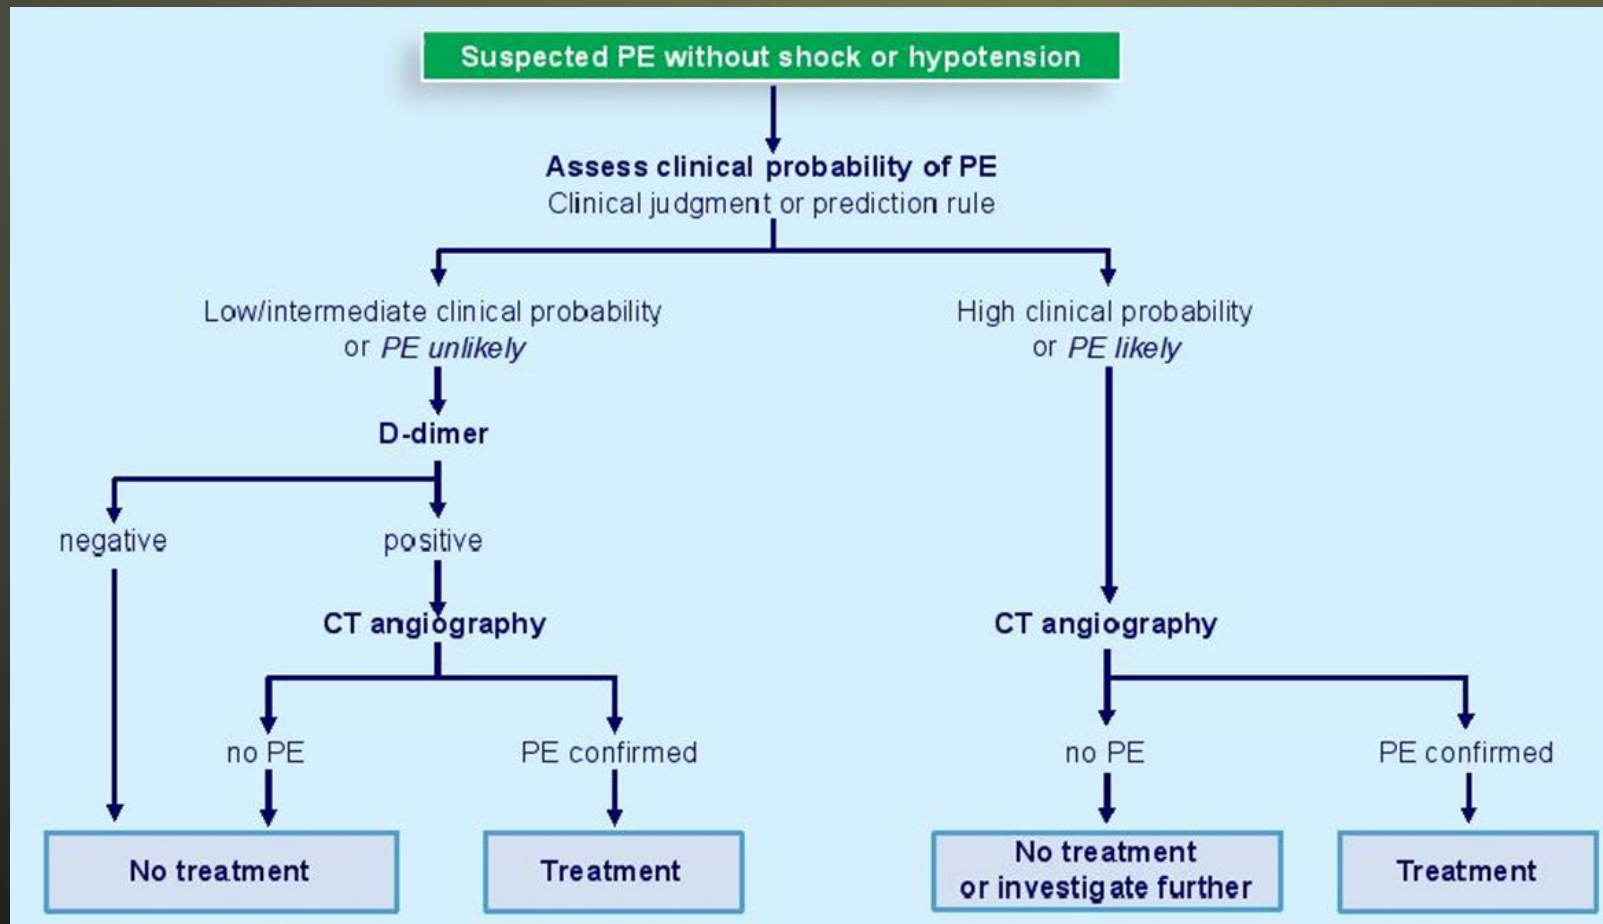 Suspected PE without shock or hypotension
Assess clinical probability of PE
Clinical judgment or prediction rule
Low/intermediate clinical probability
or PE unlikely
High clinical probability
or PE likely
D-dimer
negative
positive
CT angiography
CT angiography
no PE
PE confirmed
no PE
PE confirmed
No treatment
Treatment
No treatment
or investigate further
Treatment